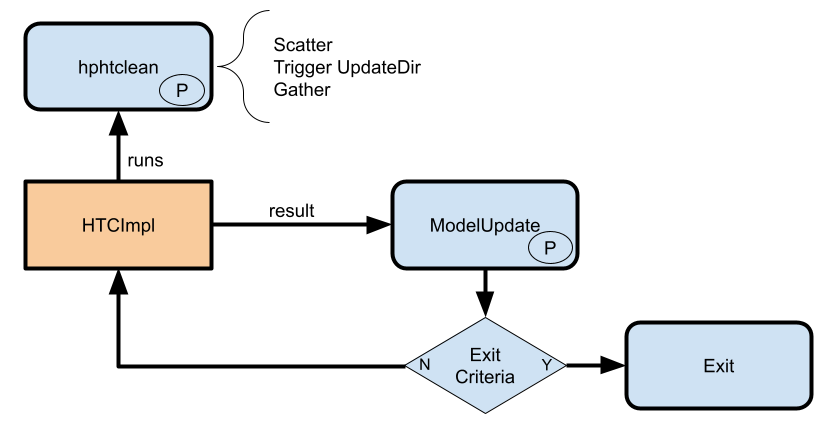 hphtclean
P
Scatter
Trigger UpdateDir
Gather
runs
HTCImpl
result
ModelUpdate
P
N
Exit
Criteria
Y
Exit